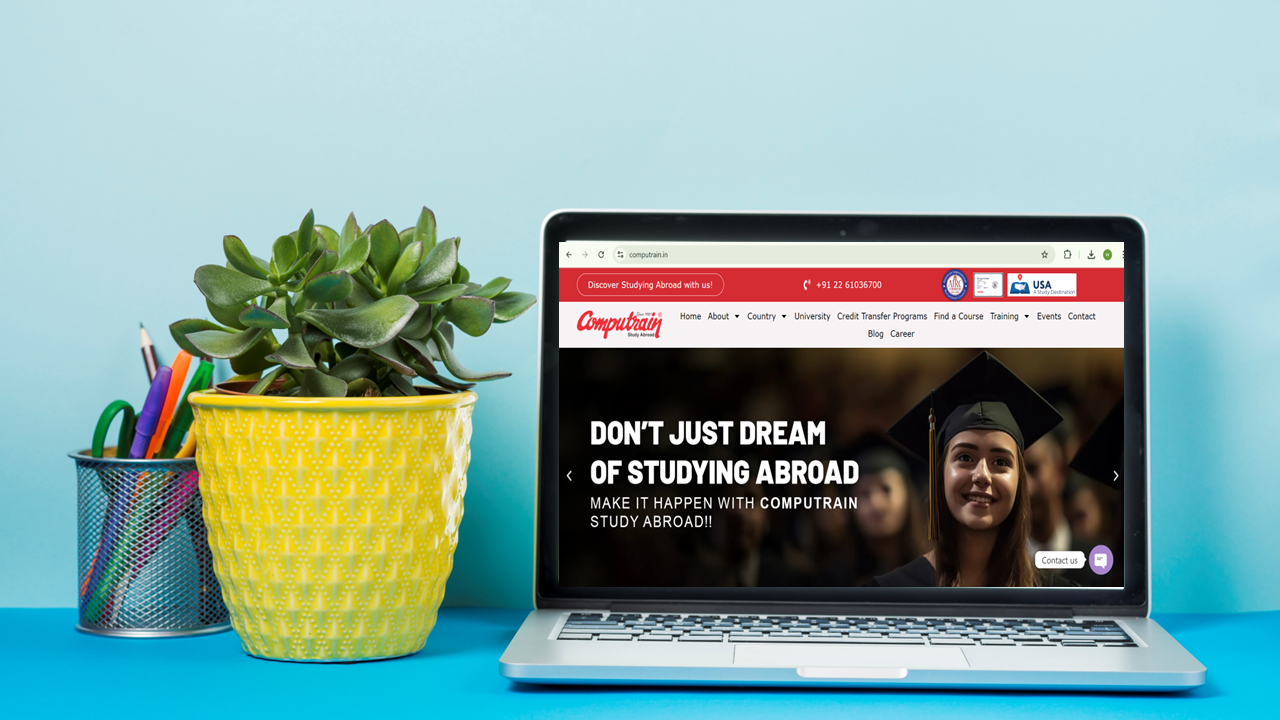 computrain.in
Discover Studying Abroad with us!
+91 22 61036700
AIRC
USA
A Study Destination
Since 1987
Computrain®
Study Abroad
Home About Country University Credit Transfer Programs Find a Course Training Events Contact
Blog Career
DON'T JUST DREAM
OF STUDYING ABROAD
MAKE IT HAPPEN WITH COMPUTRAIN
STUDY ABROAD!!
Contact us